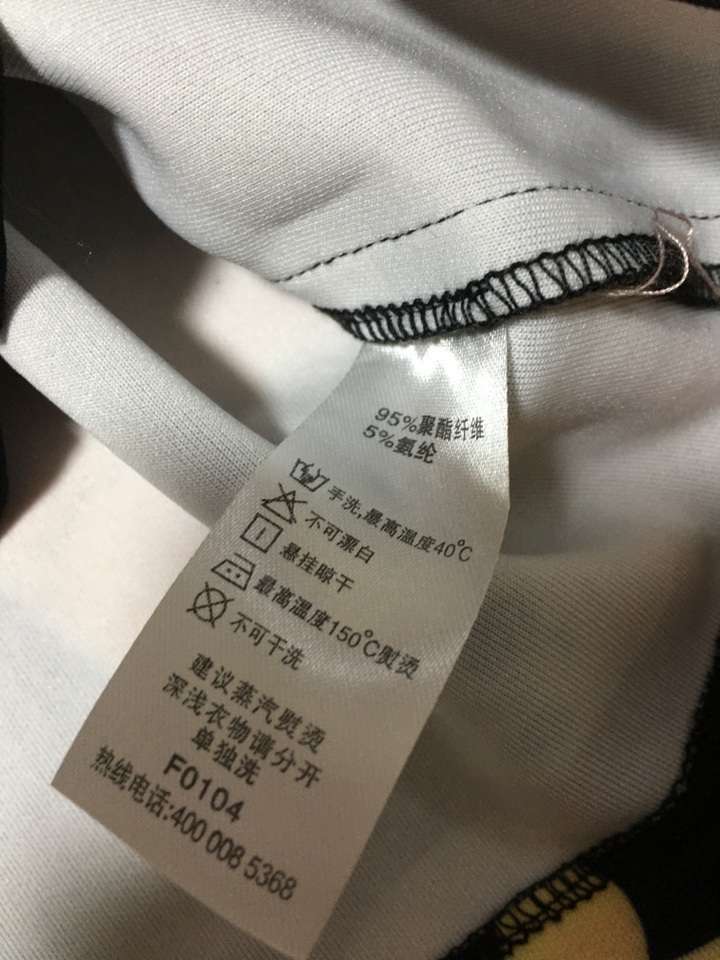 95%聚酯纤维
5%氨纶
手洗,最高温度40℃
不可漂白
悬挂晾干
最高温度150℃熨烫
不可干洗
建议蒸汽熨烫
深浅衣物请分开
单独洗
F0104
热线电话:400 008 5368